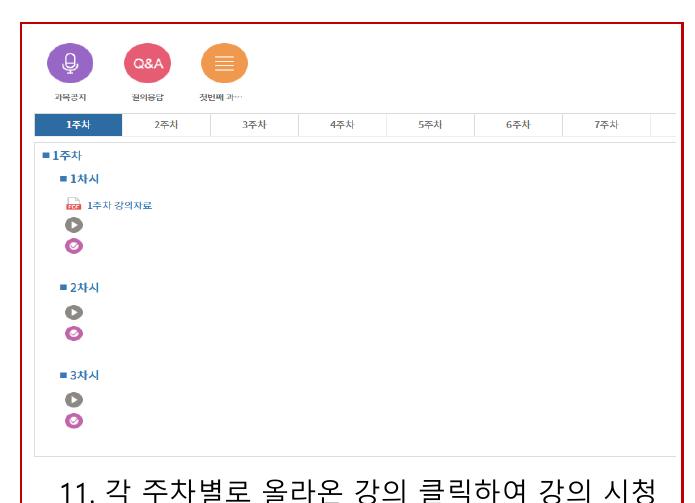 Q&A
과목공지 질의응답 첫번째 과…
1주차 2주차 3주차 4주차 5주차 6주차 7주차
1주차
1차시
PDF 1주차 강의자료
2차시
3차시
11. 각 주차별로 올라온 강의 클릭하여 강의 시청